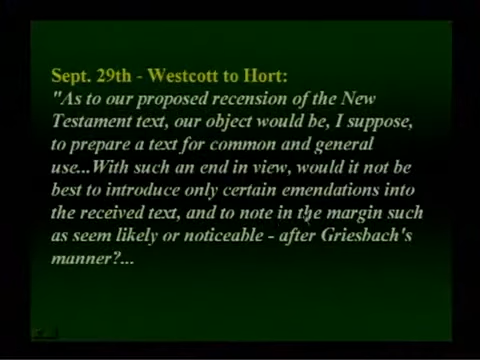 Sept. 29th - Westcott to Hort:
"As to our proposed recension of the New
Testament text, our object would be, I suppose,
to prepare a text for common and general
use...With such an end in view, would it not be
best to introduce only certain emendations into
the received text, and to note in the margin such
as seem likely or noticeable - after Griesbach's
manner?...